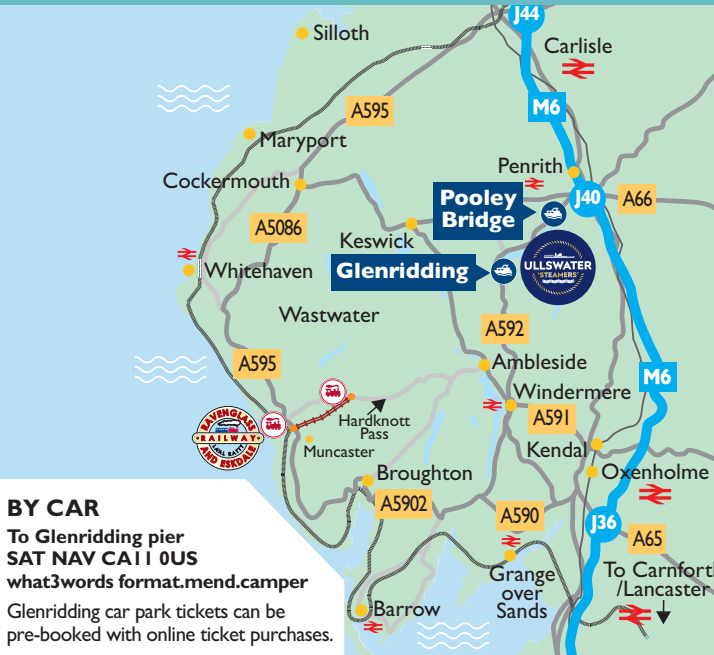 J44
Silloth
Carlisle
M6
A595
Maryport
Penrith
Cockermouth
J40
A66
Pooley
Bridge
A5086
Keswick
Glenridding
ULLSWATER
'STEAMERS'
Whitehaven
Wastwater
A592
A595
Ambleside
M6
Windermere
RAVENGLASS
RAILWAY
LAAL RATTY
AND ESKDALE
Hardknott
Pass
A591
Muncaster
Kendal
Broughton
Oxenholme
A5902
A590
J36
A65
BY CAR
To Glenridding pier
SAT NAV CA11 0US
what3words format.mend.camper
Glenridding car park tickets can be
pre-booked with online ticket purchases.
Grange
over
Sands
To Carnforth
/Lancaster
Barrow